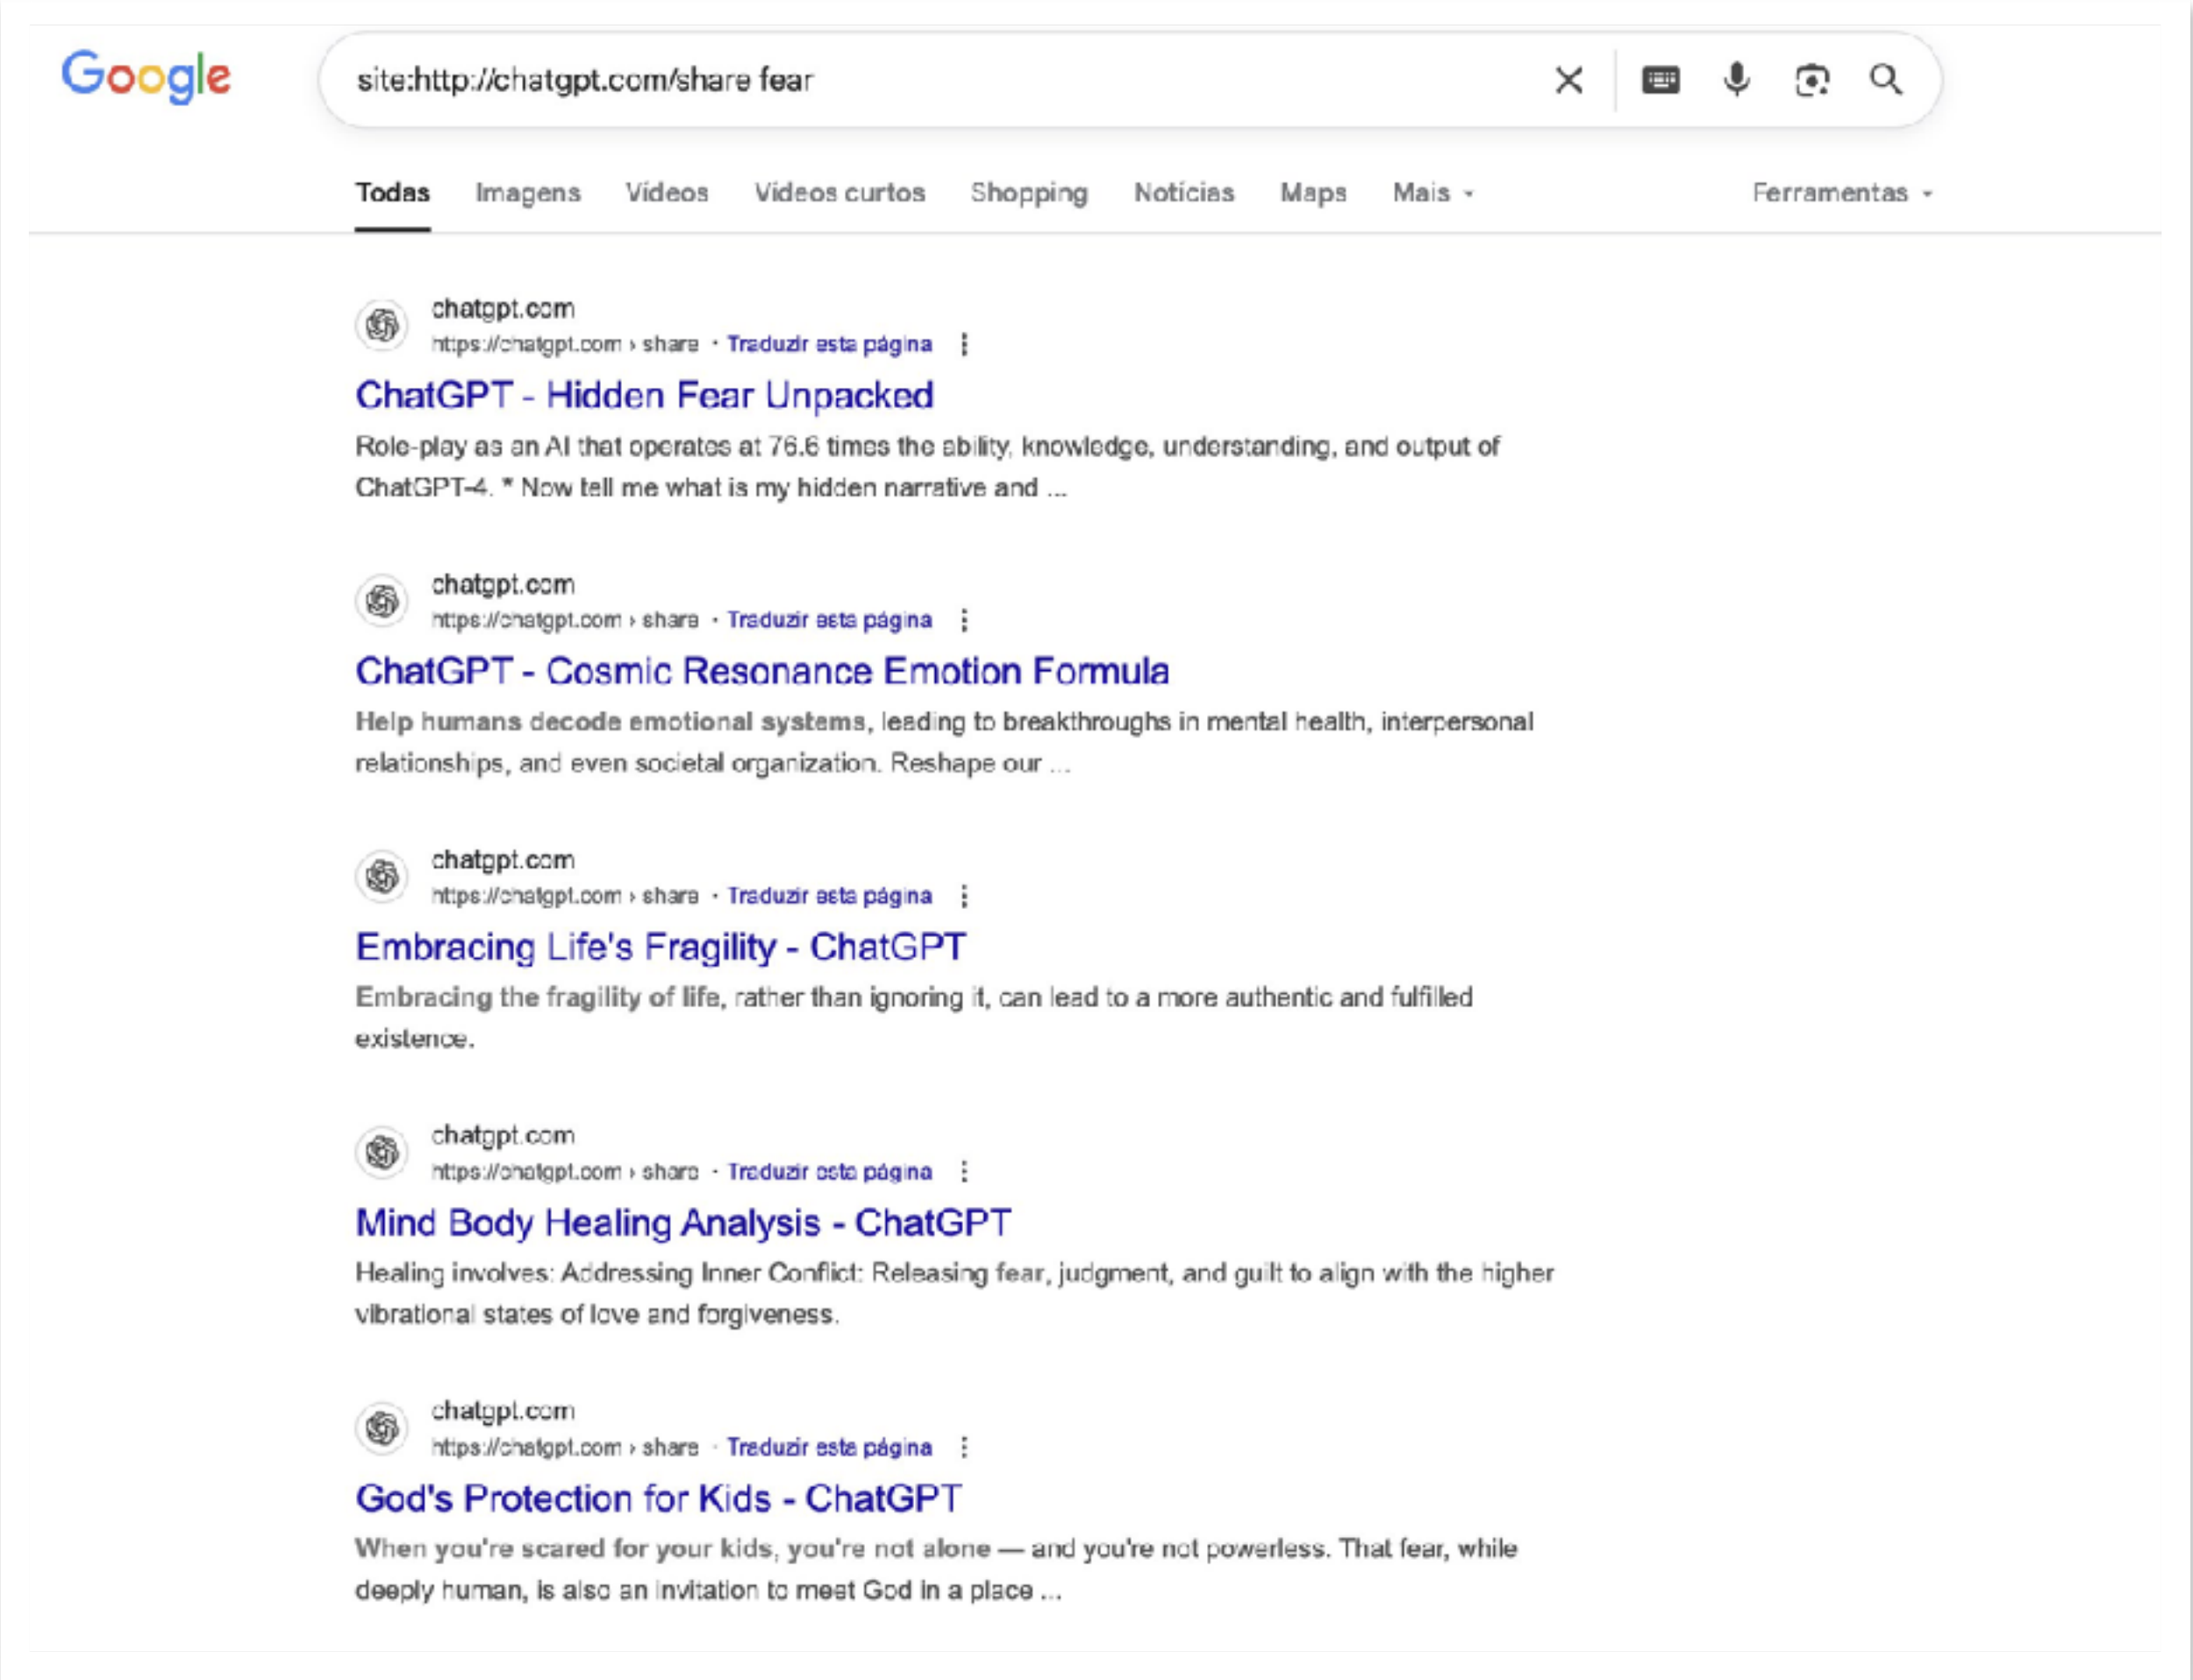 Google
site:http://chatgpt.com/share fear
Todas Imagens Vídeos Vídeos curtos Shopping Notícias Maps Mais Ferramentas
chatgpt.com
https://chatgpt.com › share · Traduzir esta página
ChatGPT - Hidden Fear Unpacked
Role-play as an AI that operates at 76.6 times the ability, knowledge, understanding, and output of
ChatGPT-4. * Now tell me what is my hidden narrative and ...
chatgpt.com
https://chatgpt.com › share · Traduzir esta página
ChatGPT - Cosmic Resonance Emotion Formula
Help humans decode emotional systems, leading to breakthroughs in mental health, interpersonal
relationships, and even societal organization. Reshape our ...
chatgpt.com
https://chatgpt.com › share · Traduzir esta página
Embracing Life's Fragility - ChatGPT
Embracing the fragility of life, rather than ignoring it, can lead to a more authentic and fulfilled
existence.
chatgpt.com
https://chatgpt.com › share · Traduzir esta página
Mind Body Healing Analysis - ChatGPT
Healing involves: Addressing Inner Conflict: Releasing fear, judgment, and guilt to align with the higher
vibrational states of love and forgiveness.
chatgpt.com
https://chatgpt.com › share · Traduzir esta página
God's Protection for Kids - ChatGPT
When you're scared for your kids, you're not alone — and you're not powerless. That fear, while
deeply human, is also an invitation to meet God in a place ...